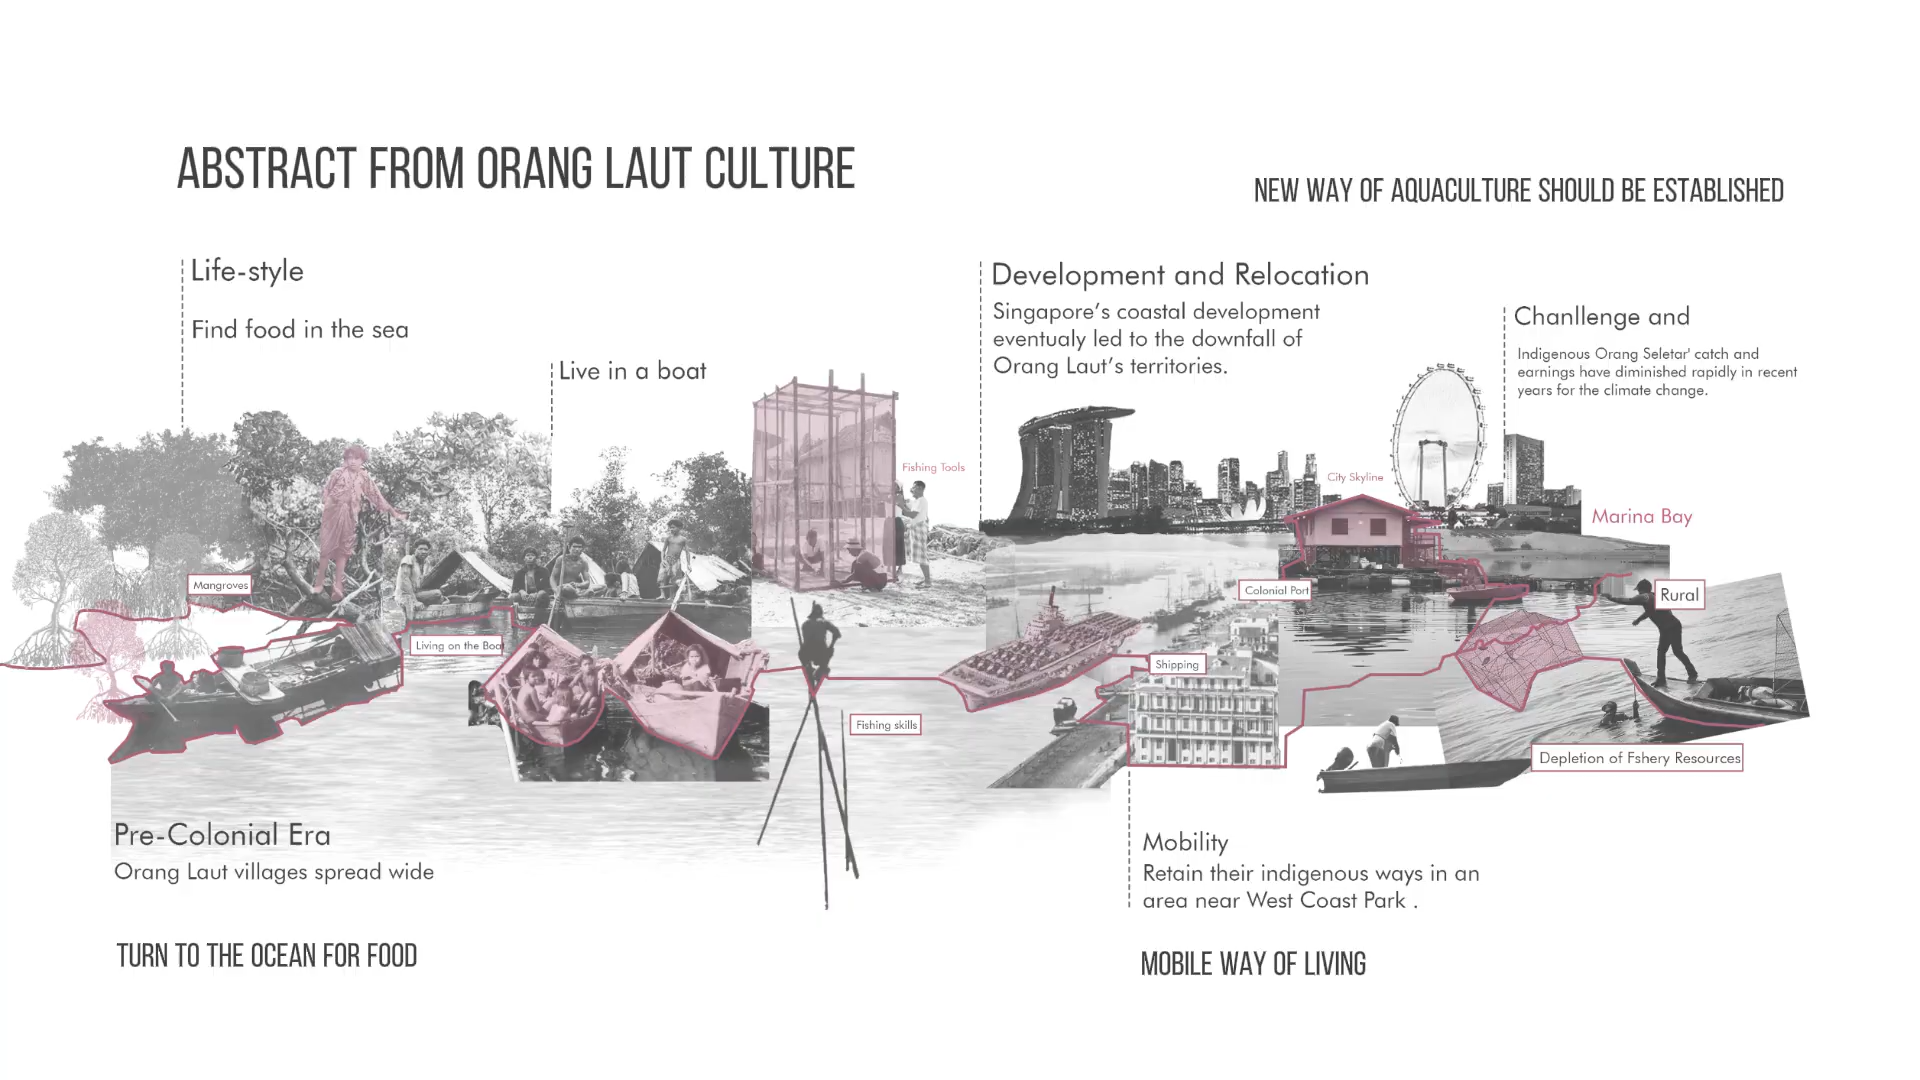 ABSTRACT FROM ORANG LAUT CULTURE
NEW WAY OF AQUACULTURE SHOULD BE ESTABLISHED
Life-style
Find food in the sea
Live in a boat
Development and Relocation
Singapore's coastal development
eventualy led to the downfall of
Orang Laut's territories.
Chanllenge and
Indigenous Orang Seletar' catch and
earnings have diminished rapidly in recent
years for the climate change.
Fishing Tools
City Skyline
Marina Bay
Mangroves
Colonial Port
Rural
Living on the Boat
Shipping
Fishing skills
Depletion of Fshery Resources
Pre-Colonial Era
Orang Laut villages spread wide
Mobility
Retain their indigenous ways in an
area near West Coast Park .
TURN TO THE OCEAN FOR FOOD
MOBILE WAY OF LIVING